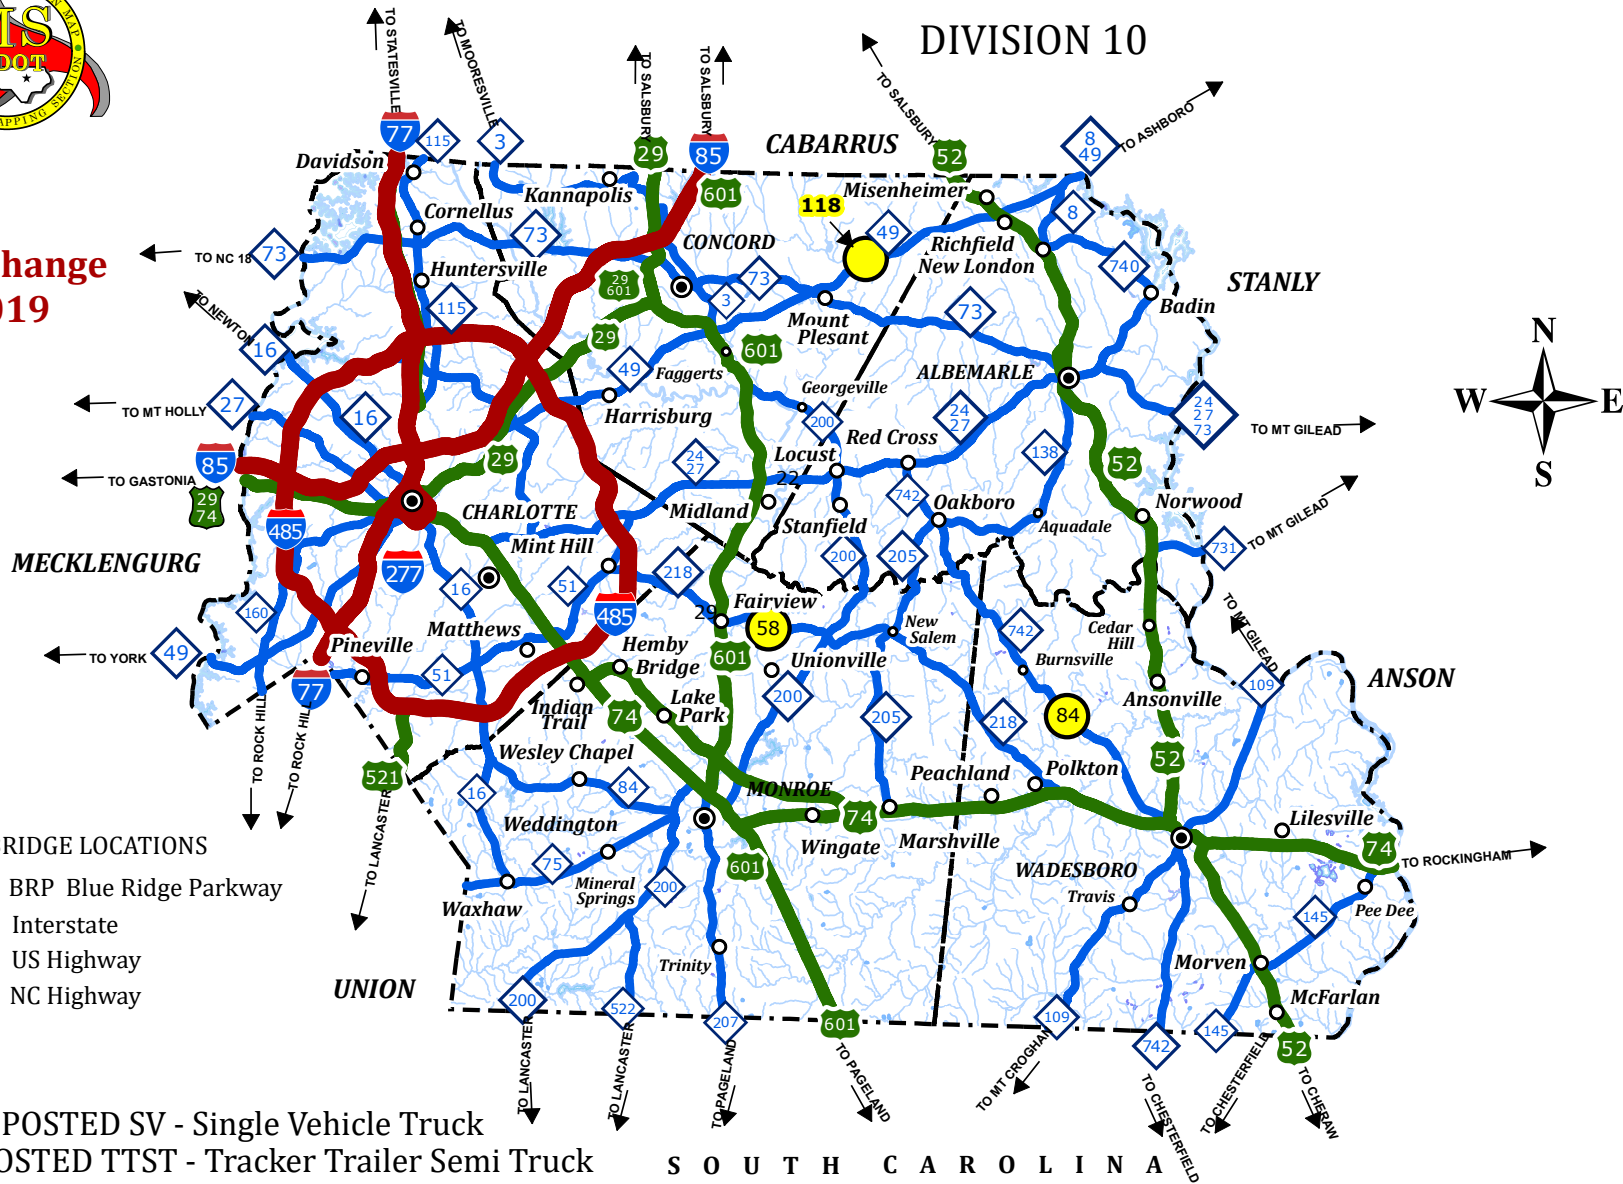 DIVISION 10
N MAP
IS
DOT
APPING SECTION
TO STATESVILLE
TO MOORESVILLE
TO SALSBURY
TO SALSBURY
TO SALSBURY
TO ASHBORO
77
115
3
29
85
601
CABARRUS
52
8
49
Davidson
Kannapolis
Misenheimer
118
49
8
Cornellus
73
CONCORD
Richfield
New London
740
TO NC 18
73
hange
019
Huntersville
29
601
73
3
STANLY
Badin
TO NEWTON
115
Mount
Plesant
73
16
29
601
49
Faggerts
Georgeville
ALBEMARLE
N
W
E
S
TO MT HOLLY
27
16
Harrisburg
200
24
27
24
27
73
TO MT GILEAD
Red Cross
85
TO GASTONIA
29
74
29
24
27
Locust
22
138
52
742
Oakboro
Norwood
TO MT GILEAD
485
CHARLOTTE
Midland
Stanfield
Aquadale
MECKLENGURG
Mint Hill
277
16
51
218
200
205
731
160
485
29
Fairview
58
New
Salem
742
Cedar
Hill
TO MT GILEAD
Matthews
Pineville
Hemby
Bridge
601
Unionville
Burnsville
49
TO YORK
77
51
200
Ansonville
109
ANSON
Indian
Trail
74
Lake
Park
205
218
84
TO ROCK HILL
TO ROCK HILL
521
Wesley Chapel
52
16
84
MONROE
Peachland
Polkton
TO LANCASTER
Weddington
74
Wingate
Marshville
Lilesville
74
TO ROCKINGHAM
RIDGE LOCATIONS
BRP Blue Ridge Parkway
Interstate
US Highway
NC Highway
75
601
WADESBORO
Mineral
Springs
200
Travis
Waxhaw
145
Pee Dee
Trinity
Morven
UNION
McFarlan
200
522
207
601
109
742
145
52
TO LANCASTER
TO LANCASTER
TO PAGELAND
TO PAGELAND
TO MT CROGHAN
TO CHESTERFIELD
TO CHESTERFIELD
TO CHERAW
POSTED SV - Single Vehicle Truck
OSTED TTST - Tracker Trailer Semi Truck
SOUTH CAROLINA